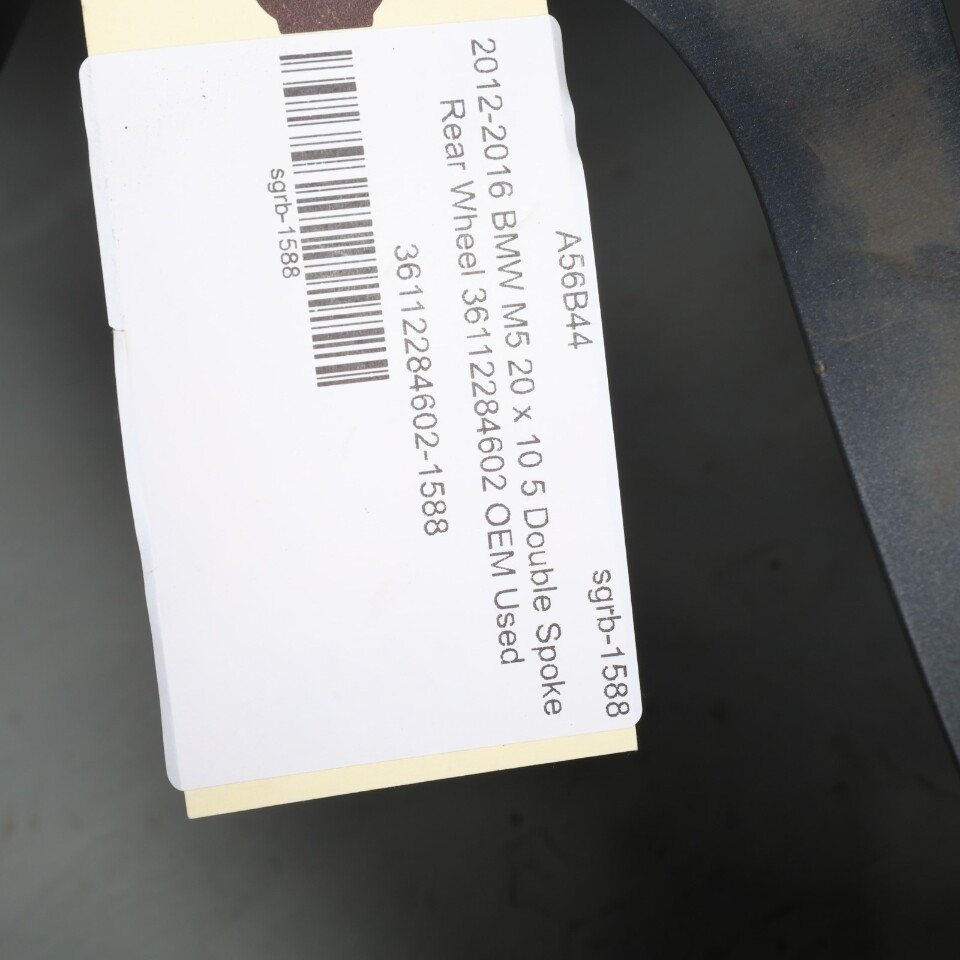 A56B44
sgrb-1588
2012-2016 BMW M5 20 x 10 5 Double Spoke
Rear Wheel 36112284602 OEM Used
36112284602-1588
sgrb-1588